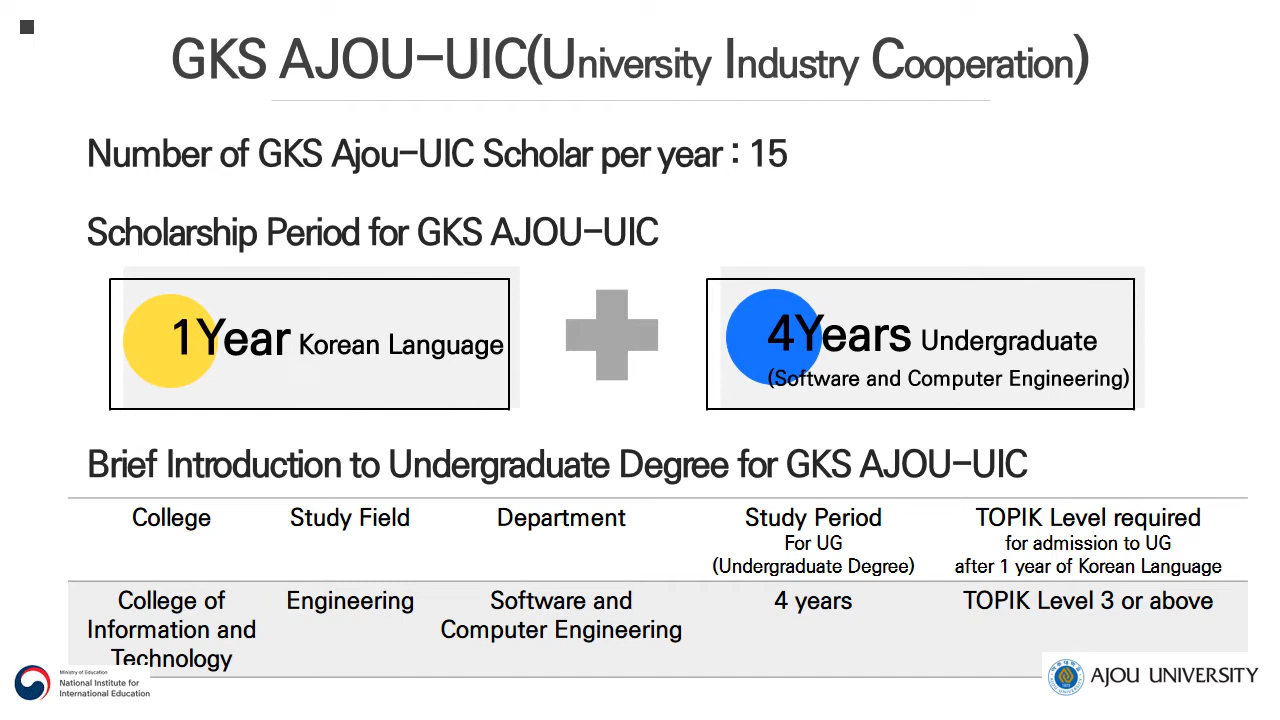 GKS AJOU-UIC(University Industry Cooperation)
Number of GKS Ajou-UIC Scholar per year : 15
Scholarship Period for GKS AJOU-UIC
1Year Korean Language
4Years Undergraduate
(Software and Computer Engineering)
Brief Introduction to Undergraduate Degree for GKS AJOU-UIC
College Study Field Department Study Period TOPIK Level required
For UG for admission to UG
(Undergraduate Degree) after 1 year of Korean Language
College of Engineering Software and 4 years TOPIK Level 3 or above
Information and Computer Engineering
Technology
Ministry of Education
National Institute for
International Education
AJOU UNIVERSITY